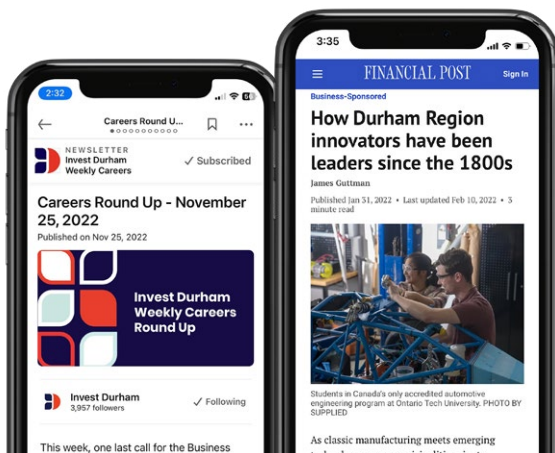 2:32
Careers Round U...
NEWSLETTER
Invest Durham
Weekly Careers
✓ Subscribed
Careers Round Up - November
25, 2022
Published on Nov 25, 2022
Invest Durham
Weekly Careers
Round Up
Invest Durham
3,957 followers
✓ Following
This week, one last call for the Business
3:35
FINANCIAL POST
Sign In
Business-Sponsored
How Durham Region
innovators have been
leaders since the 1800s
James Guttman
Published Jan 31, 2022 • Last updated Feb 10, 2022 • 3
minute read
Students in Canada's only accredited automotive
engineering program at Ontario Tech University. PHOTO BY
SUPPLIED
As classic manufacturing meets emerging